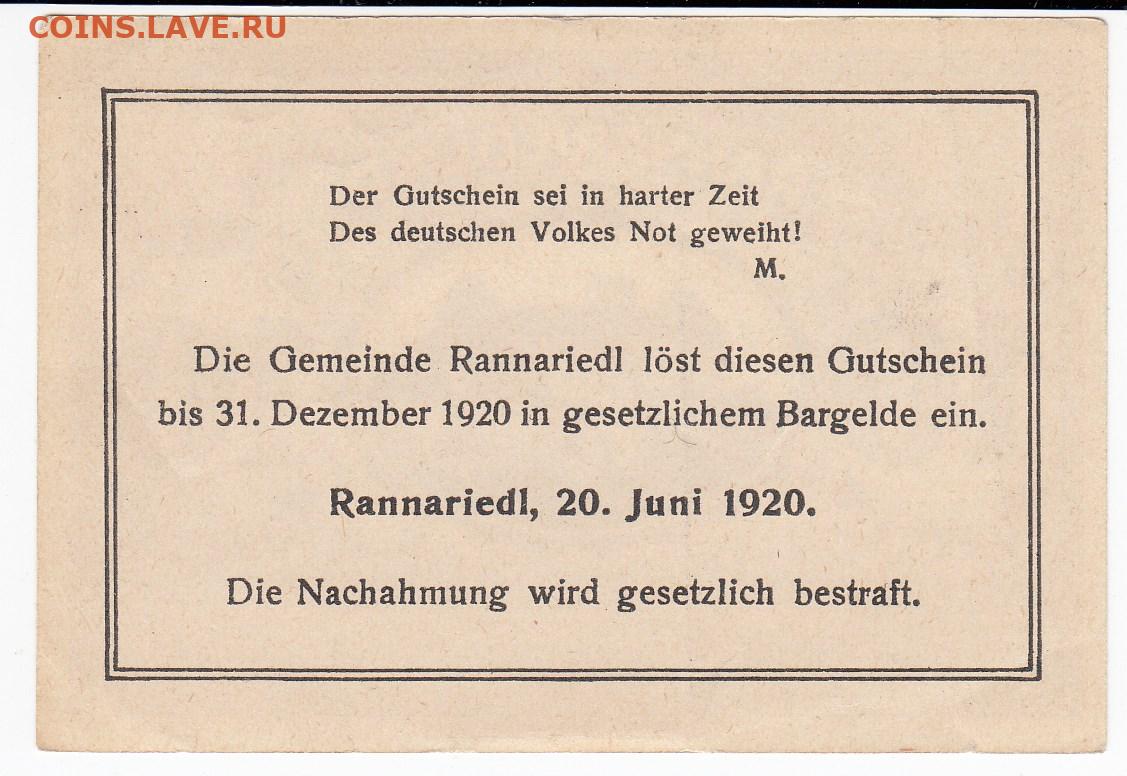 COINS.LAVE.RU
Der Gutschein sei in harter Zeit
Des deutschen Volkes Not geweiht!
M.
Die Gemeinde Rannariedl löst diesen Gutschein
bis 31. Dezember 1920 in gesetzlichem Bargelde ein.
Rannariedl, 20. Juni 1920.
Die Nachahmung wird gesetzlich bestraft.